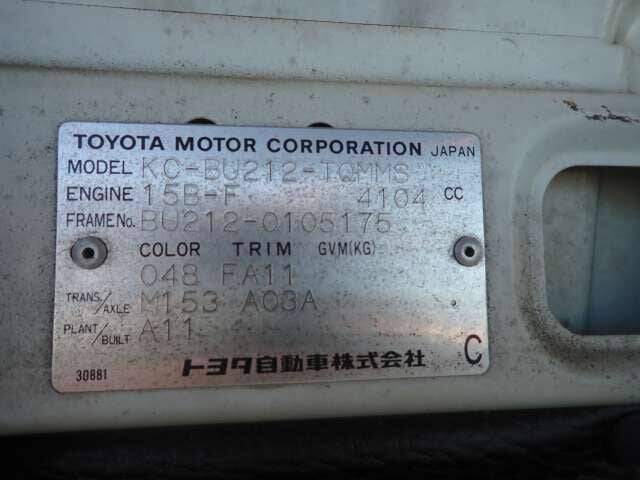 TOYOTA MOTOR CORPORATION JAPAN
MODEL KC-BU212-TQMMS
ENGINE 15B-F 4104 CC
FRAME No. BU212-0105175
COLOR TRIM GVM(KG)
048 FA11
TRANS./AXLE M153 A03A
PLANT/BUILT A11
トヨタ自動車株式会社 C
30881